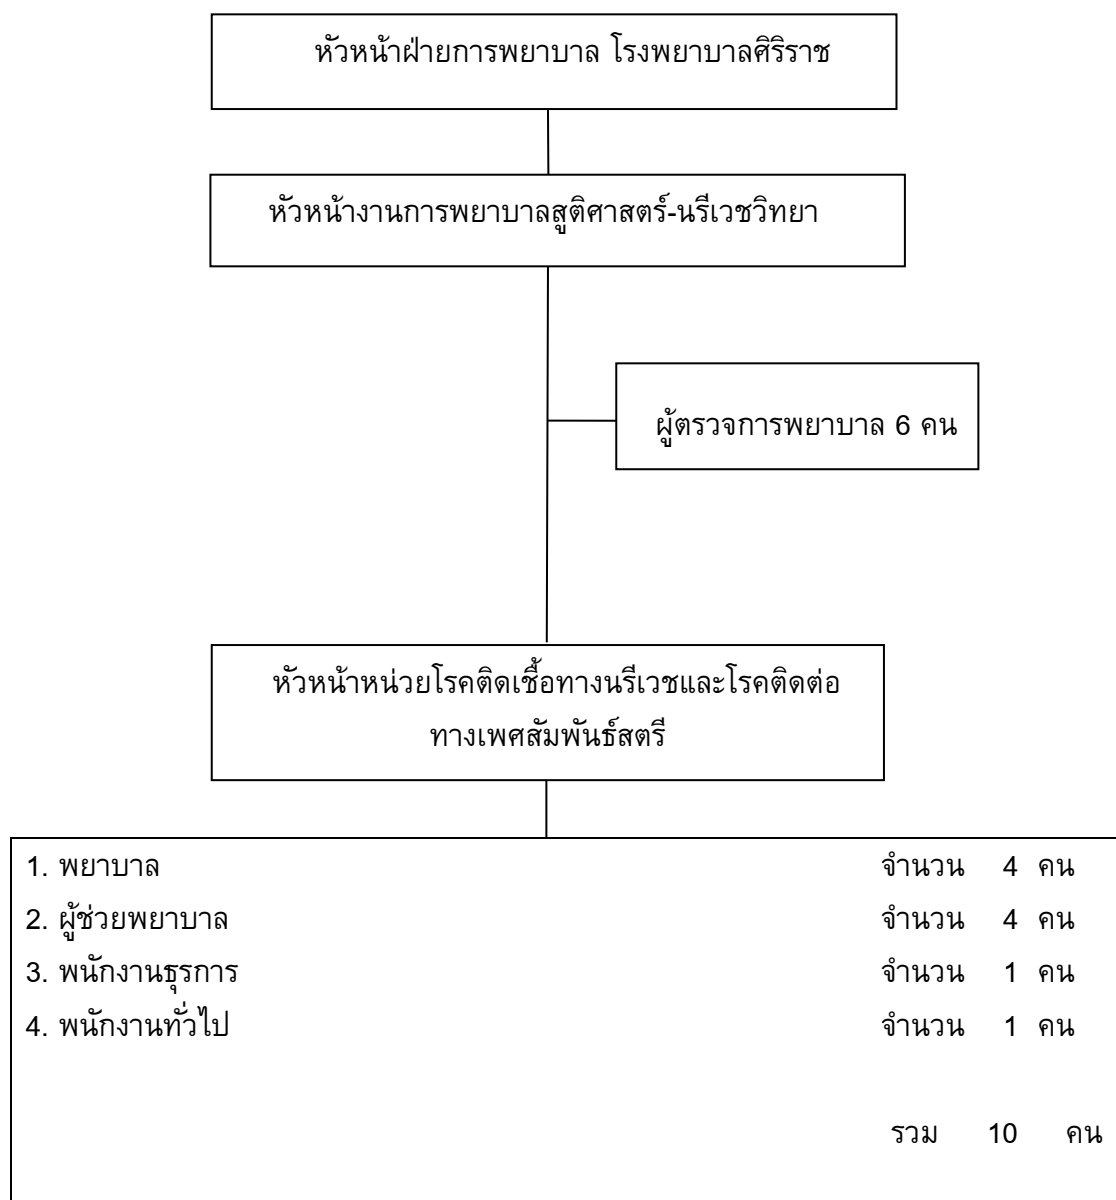 หัวหน้าฝ่ายการพยาบาล โรงพยาบาลศิริราช
หัวหน้างานการพยาบาลสูติศาสตร์-นรีเวชวิทยา
ผู้ตรวจการพยาบาล 6 คน
หัวหน้าหน่วยโรคติดเชื้อทางนรีเวชและโรคติดต่อ
ทางเพศสัมพันธ์สตรี
1. พยาบาล จำนวน 4 คน
2. ผู้ช่วยพยาบาล จำนวน 4 คน
3. พนักงานธุรการ จำนวน 1 คน
4. พนักงานทั่วไป จำนวน 1 คน
รวม 10 คน